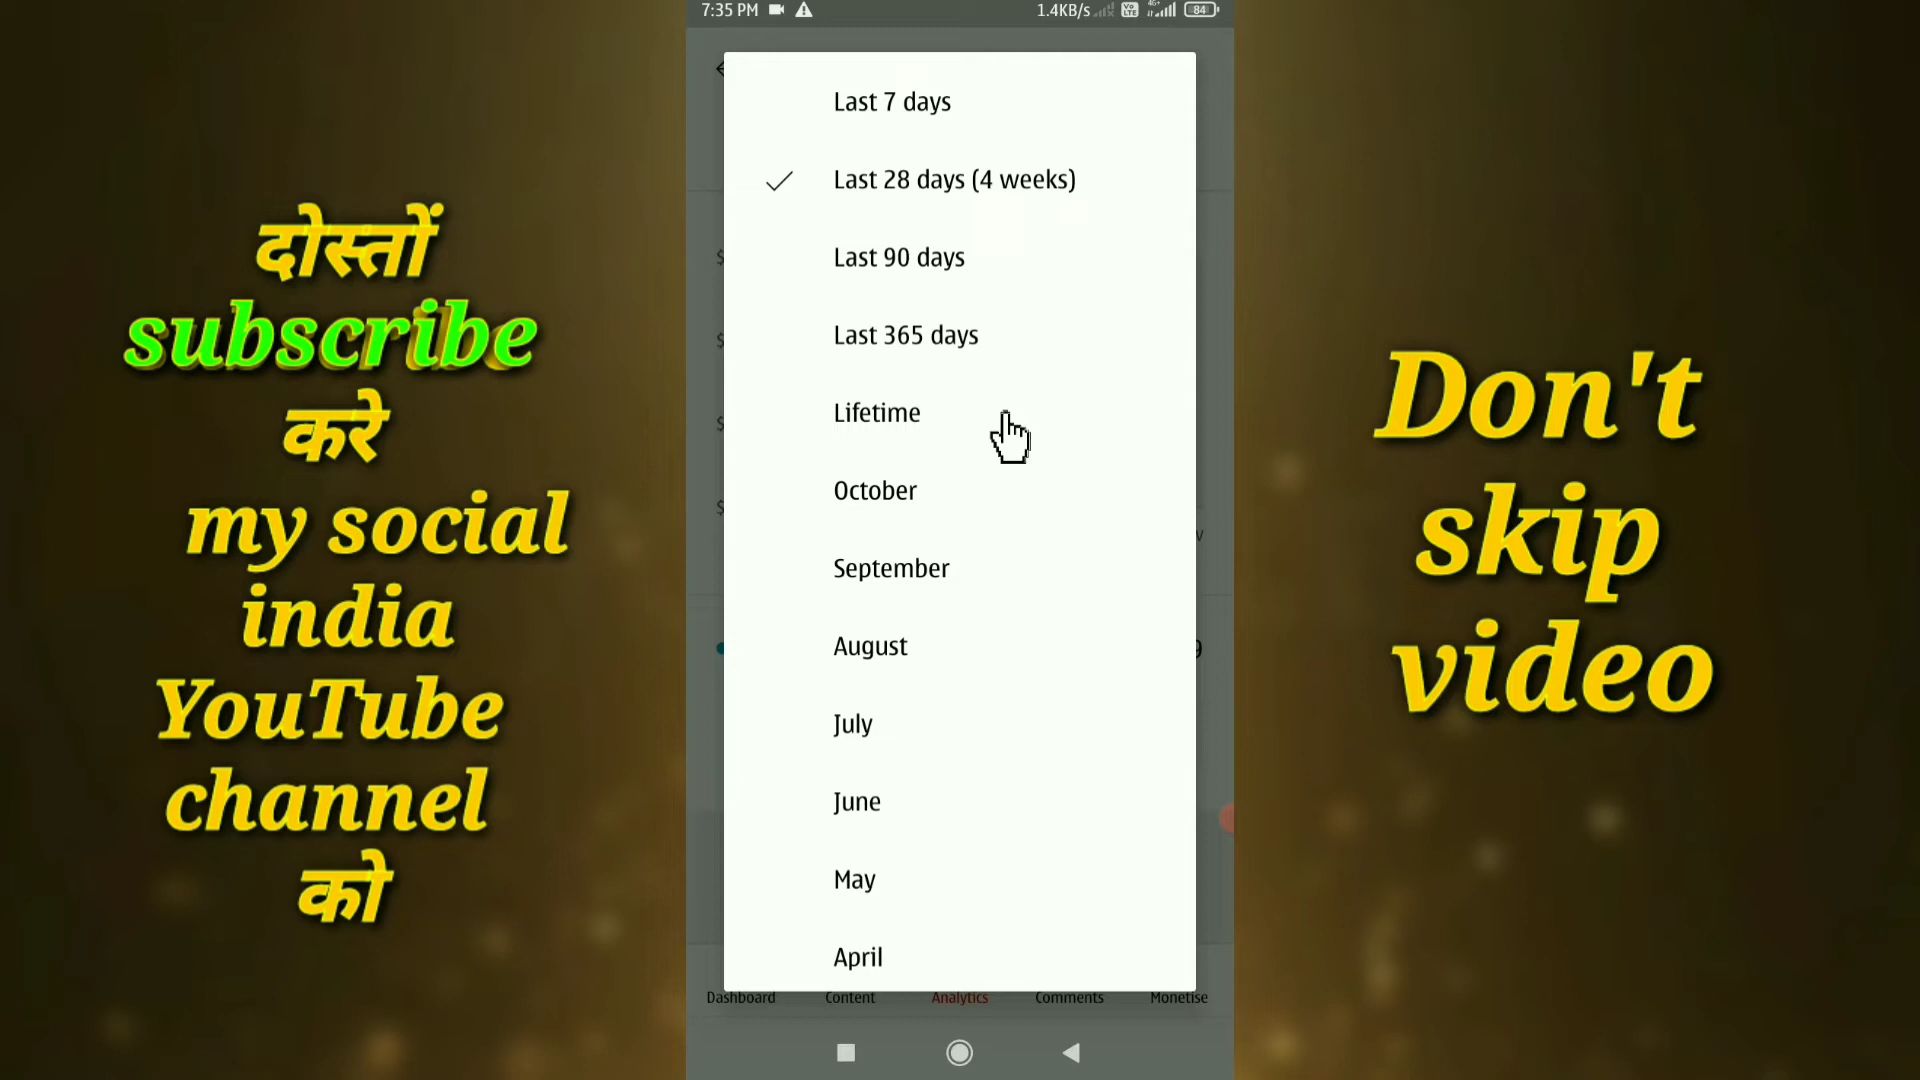 7:35 PM
1.4KB/s
84
दोस्तों
subscribe
करे
my social
india
YouTube
channel
को
Last 7 days
Last 28 days (4 weeks)
Last 90 days
Last 365 days
Lifetime
October
September
August
July
June
May
April
Dashboard
Content
Analytics
Comments
Monetise
Don't
skip
video